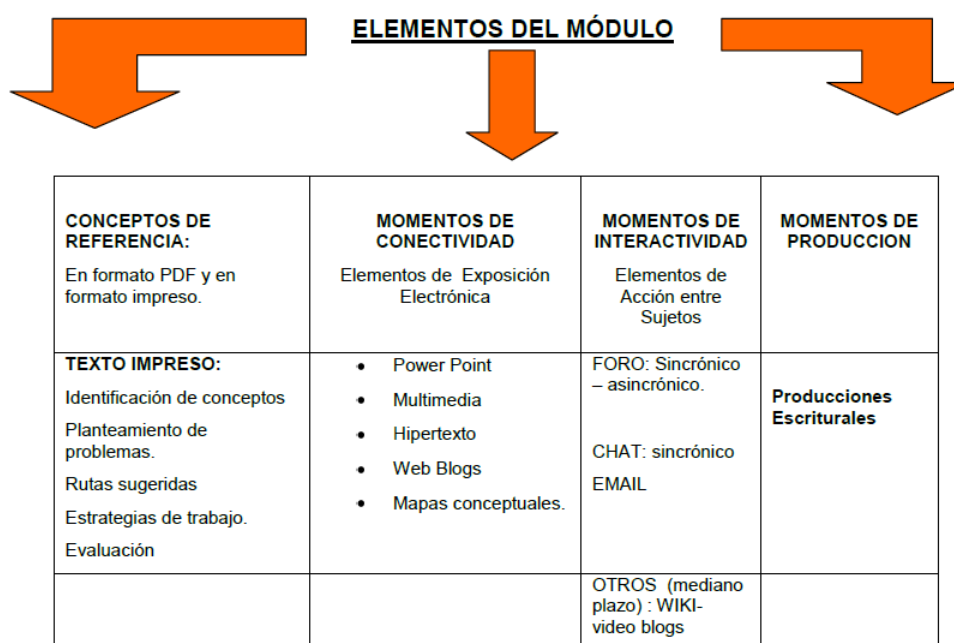 ELEMENTOS DEL MÓDULO
CONCEPTOS DE
REFERENCIA:
En formato PDF y en
formato impreso.
MOMENTOS DE
CONECTIVIDAD
Elementos de Exposición
Electrónica
MOMENTOS DE
INTERACTIVIDAD
Elementos de
Acción entre
Sujetos
MOMENTOS DE
PRODUCCION
TEXTO IMPRESO:
Identificación de conceptos
Planteamiento de
problemas.
Rutas sugeridas
Estrategias de trabajo.
Evaluación
• Power Point
• Multimedia
• Hipertexto
• Web Blogs
• Mapas conceptuales.
FORO: Sincrónico
– asincrónico.
CHAT: sincrónico
EMAIL
Producciones
Escriturales
OTROS (mediano
plazo) : WIKI-
video blogs